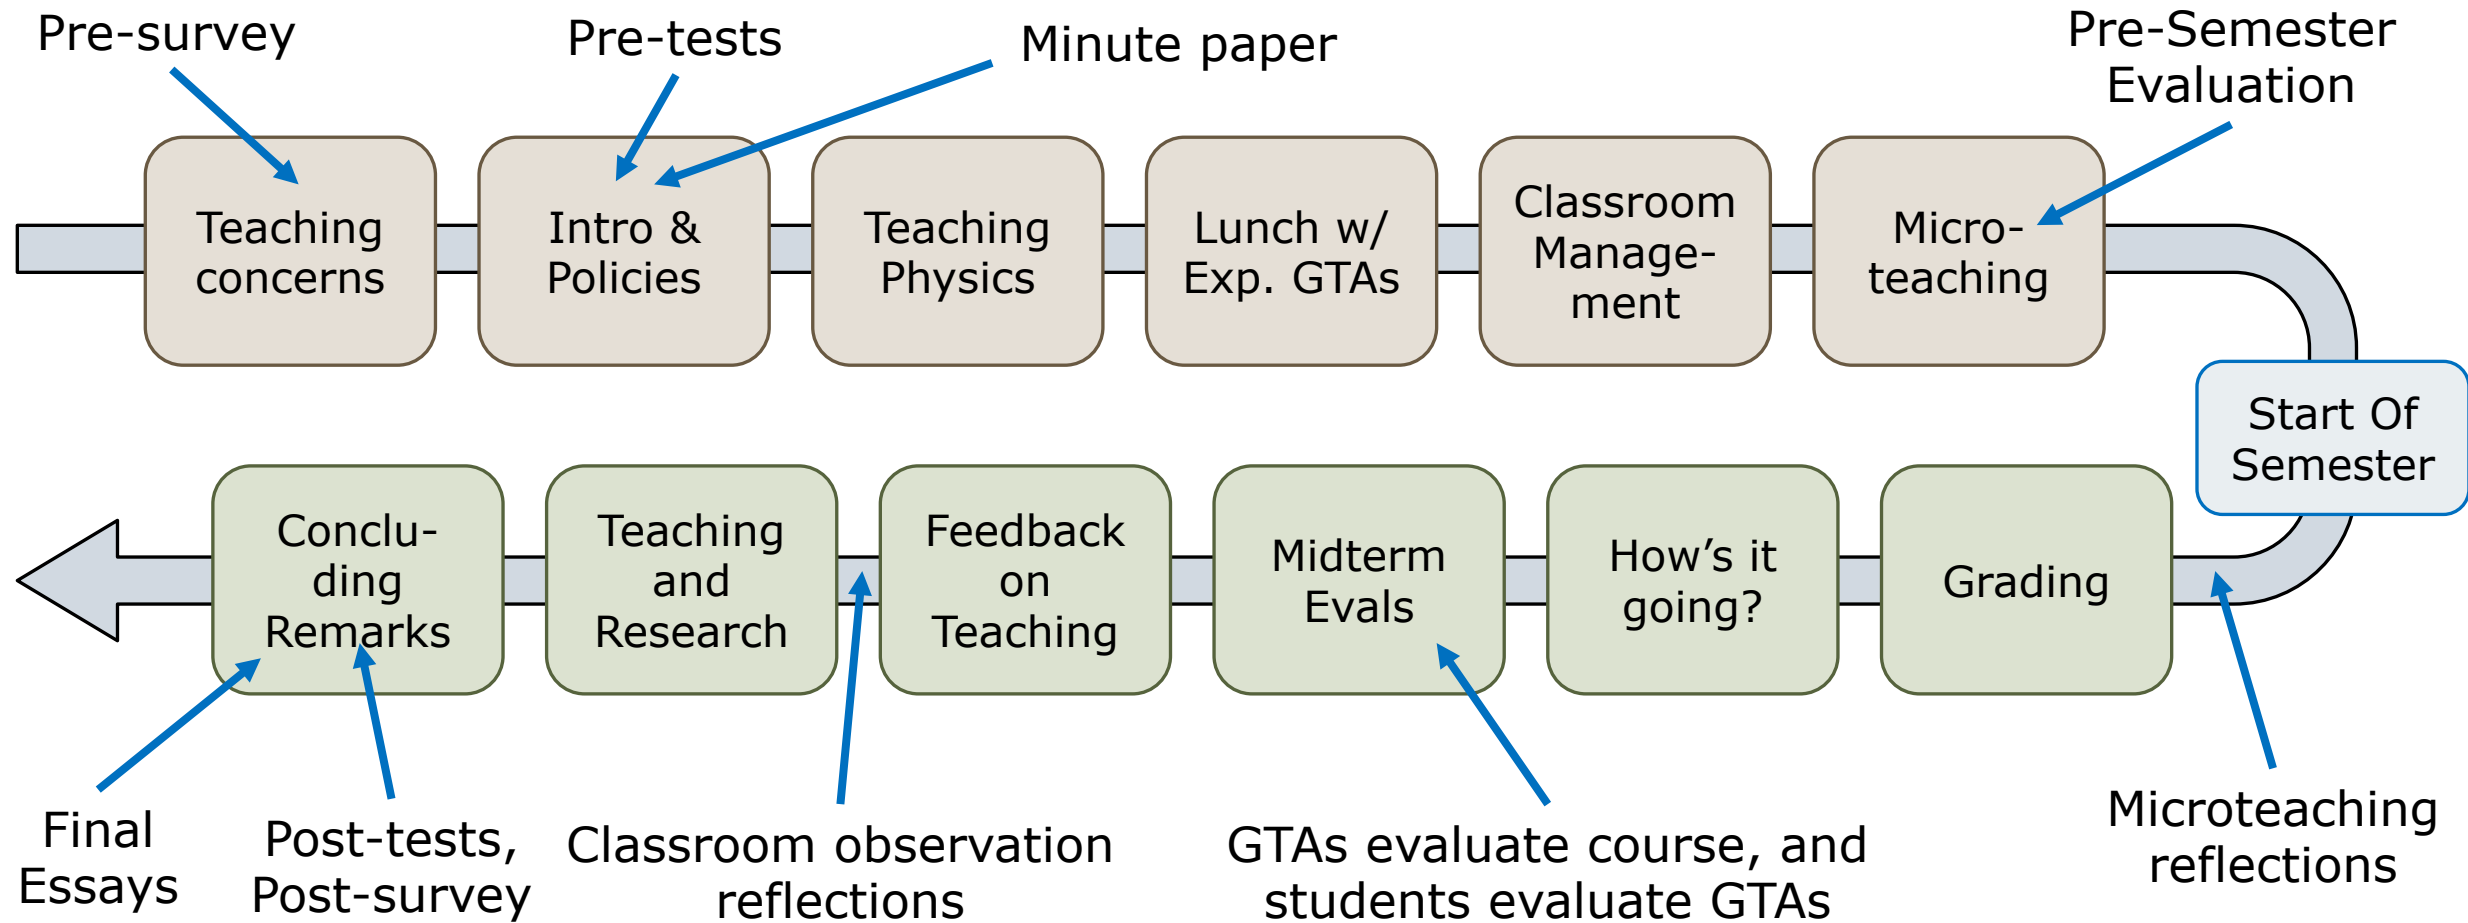 Pre-survey
Pre-tests
Minute paper
Pre-Semester
Evaluation
Teaching
concerns
Intro &
Policies
Teaching
Physics
Lunch w/
Exp. GTAs
Classroom
Manage-
ment
Micro-
teaching
Start Of
Semester
Grading
How’s it
going?
Midterm
Evals
Feedback
on
Teaching
Teaching
and
Research
Conclu-
ding
Remarks
Final
Essays
Post-tests,
Post-survey
Classroom observation
reflections
GTAs evaluate course, and
students evaluate GTAs
Microteaching
reflections